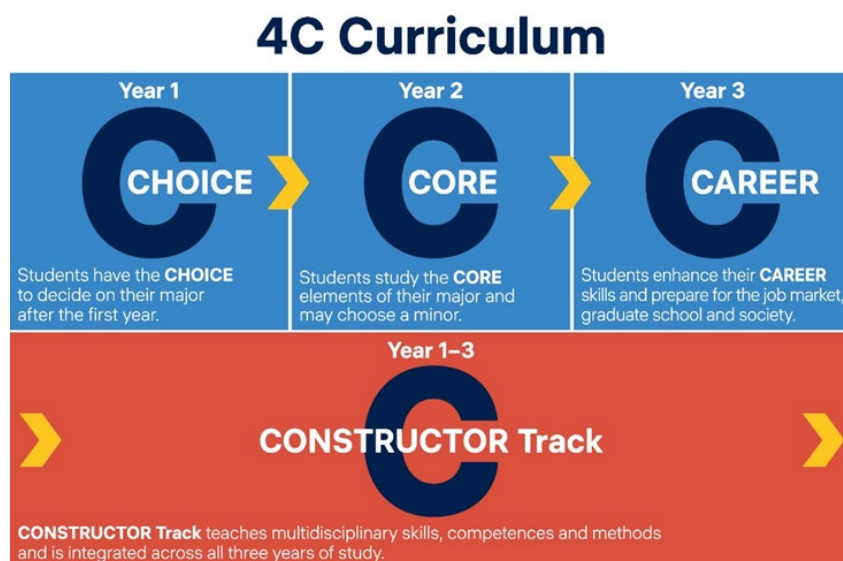 4C Curriculum
Year 1
CHOICE
Students have the CHOICE
to decide on their major
after the first year.
Year 2
CORE
Students study the CORE
elements of their major and
may choose a minor.
Year 3
CAREER
Students enhance their CAREER
skills and prepare for the job market,
graduate school and society.
Year 1–3
CONSTRUCTOR Track
CONSTRUCTOR Track teaches multidisciplinary skills, competences and methods
and is integrated across all three years of study.